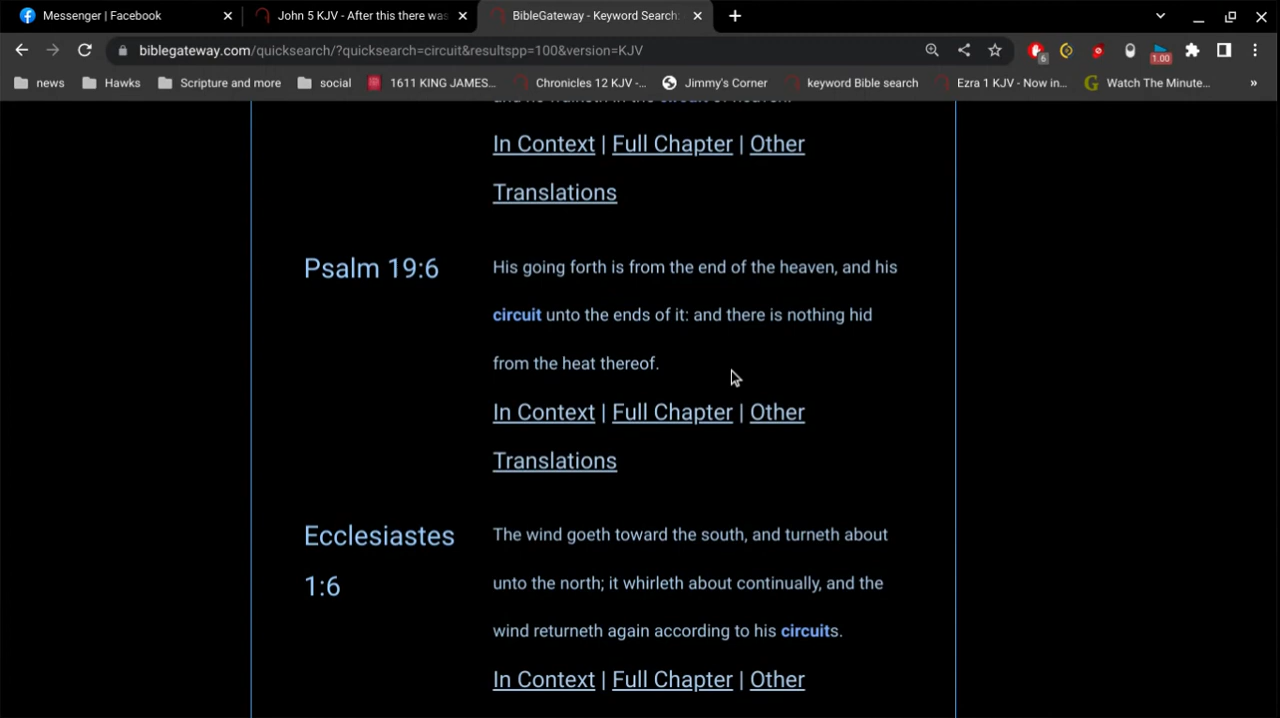 Messenger | Facebook
John 5 KJV - After this there was
BibleGateway - Keyword Search:
biblegateway.com/quicksearch/?quicksearch=circuit&resultspp=100&version=KJV
6
1.00
news
Hawks
Scripture and more
social
1611 KING JAMES...
Chronicles 12 KJV -...
Jimmy's Corner
keyword Bible search
Ezra 1 KJV - Now in...
Watch The Minute...
»
circuit of heaven.
In Context | Full Chapter | Other
Translations
Psalm 19:6
His going forth is from the end of the heaven, and his
circuit unto the ends of it: and there is nothing hid
from the heat thereof.
In Context | Full Chapter | Other
Translations
Ecclesiastes
1:6
The wind goeth toward the south, and turneth about
unto the north; it whirleth about continually, and the
wind returneth again according to his circuits.
In Context | Full Chapter | Other